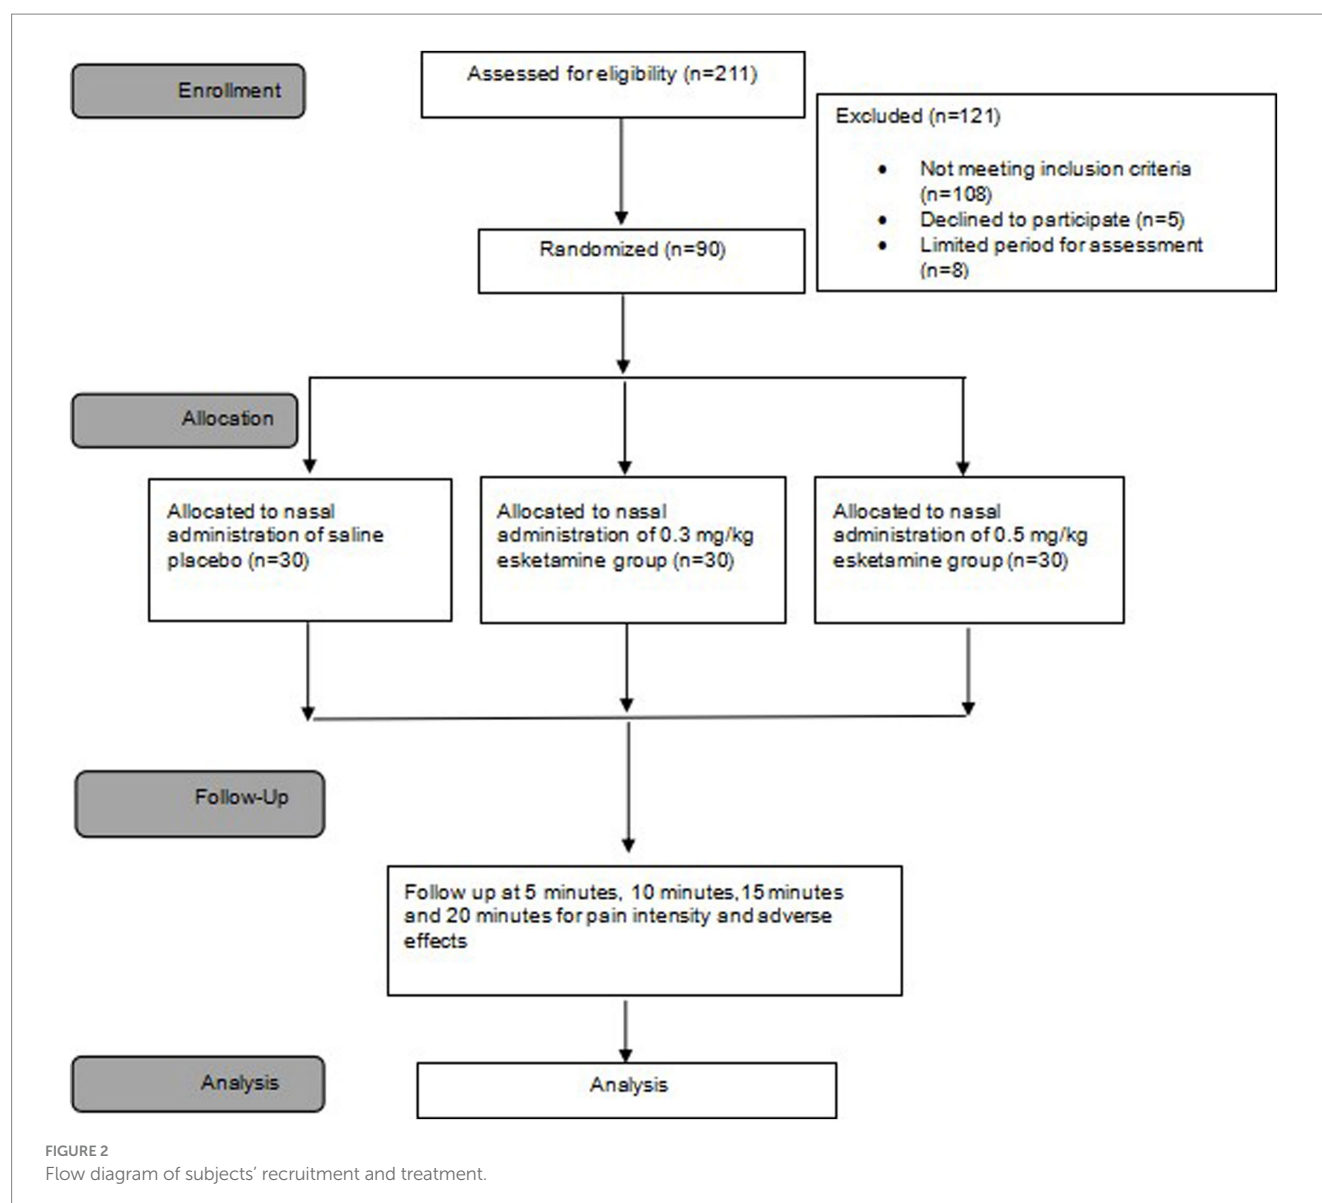 Enrollment
Assessed for eligibility (n=211)
Excluded (n=121)
• Not meeting inclusion criteria
(n=108)
• Declined to participate (n=5)
• Limited period for assessment
(n=8)
Randomized (n=90)
Allocation
Allocated to nasal
administration of saline
placebo (n=30)
Allocated to nasal
administration of 0.3 mg/kg
esketamine group (n=30)
Allocated to nasal
administration of 0.5 mg/kg
esketamine group (n=30)
Follow-Up
Follow up at 5 minutes, 10 minutes,15 minutes
and 20 minutes for pain intensity and adverse
effects
Analysis
Analysis
FIGURE 2
Flow diagram of subjects’ recruitment and treatment.